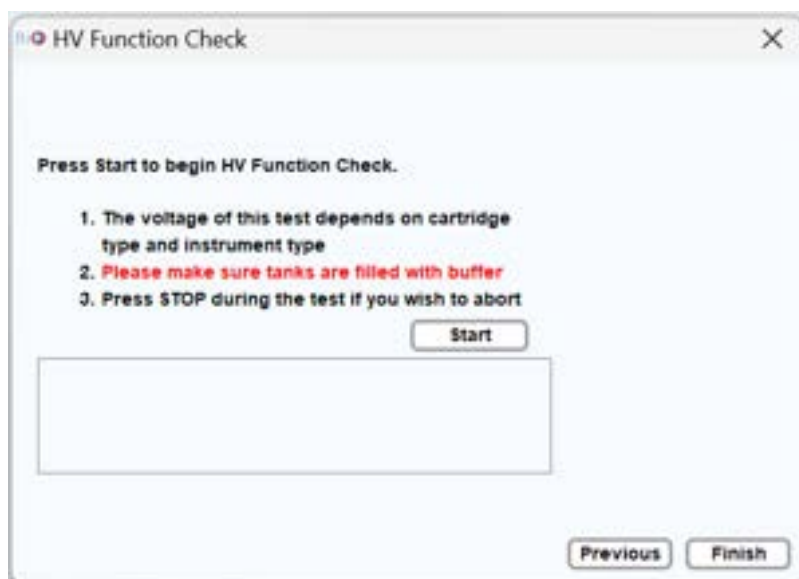 HV Function Check
Press Start to begin HV Function Check.
1. The voltage of this test depends on cartridge
type and instrument type
2. Please make sure tanks are filled with buffer
3. Press STOP during the test if you wish to abort
Start
Previous Finish